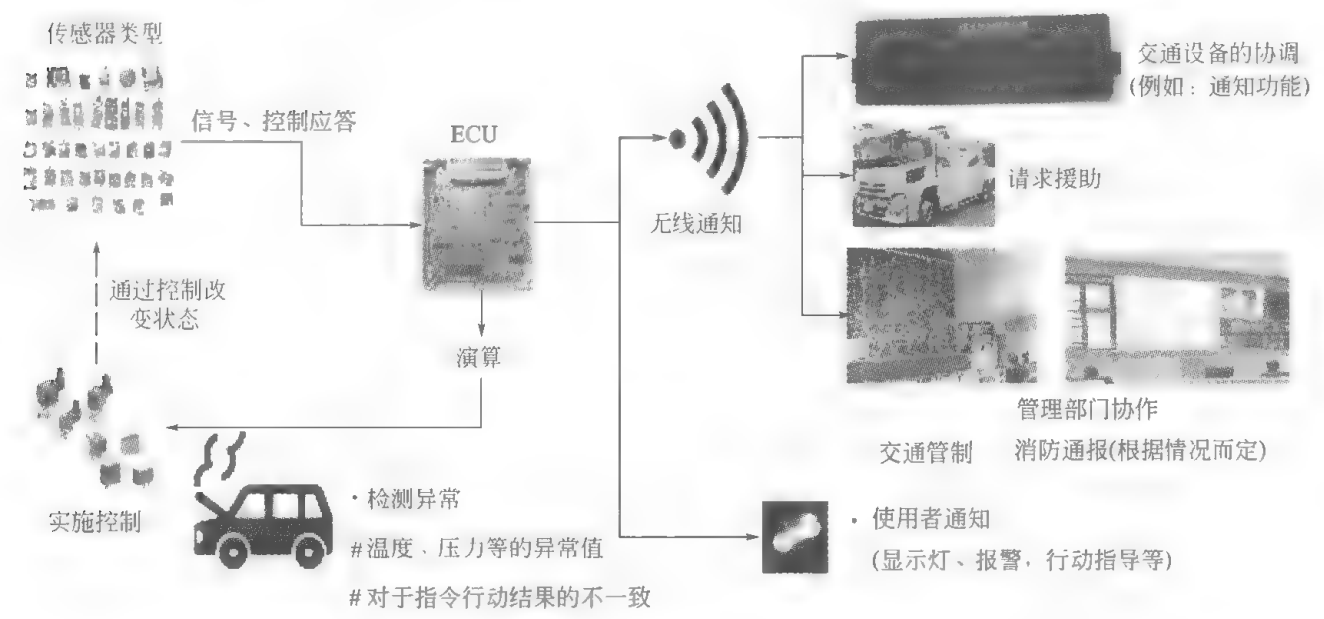 传感器类型
信号、控制应答
ECU
通过控制改
变状态
演算
实施控制
·检测异常
#温度、压力等的异常值
#对于指令行动结果的不一致
无线通知
交通设备的协调
(例如：通知功能)
请求援助
管理部门协作
交通管制
消防通报(根据情况而定)
·使用者通知
(显示灯、报警，行动指导等)